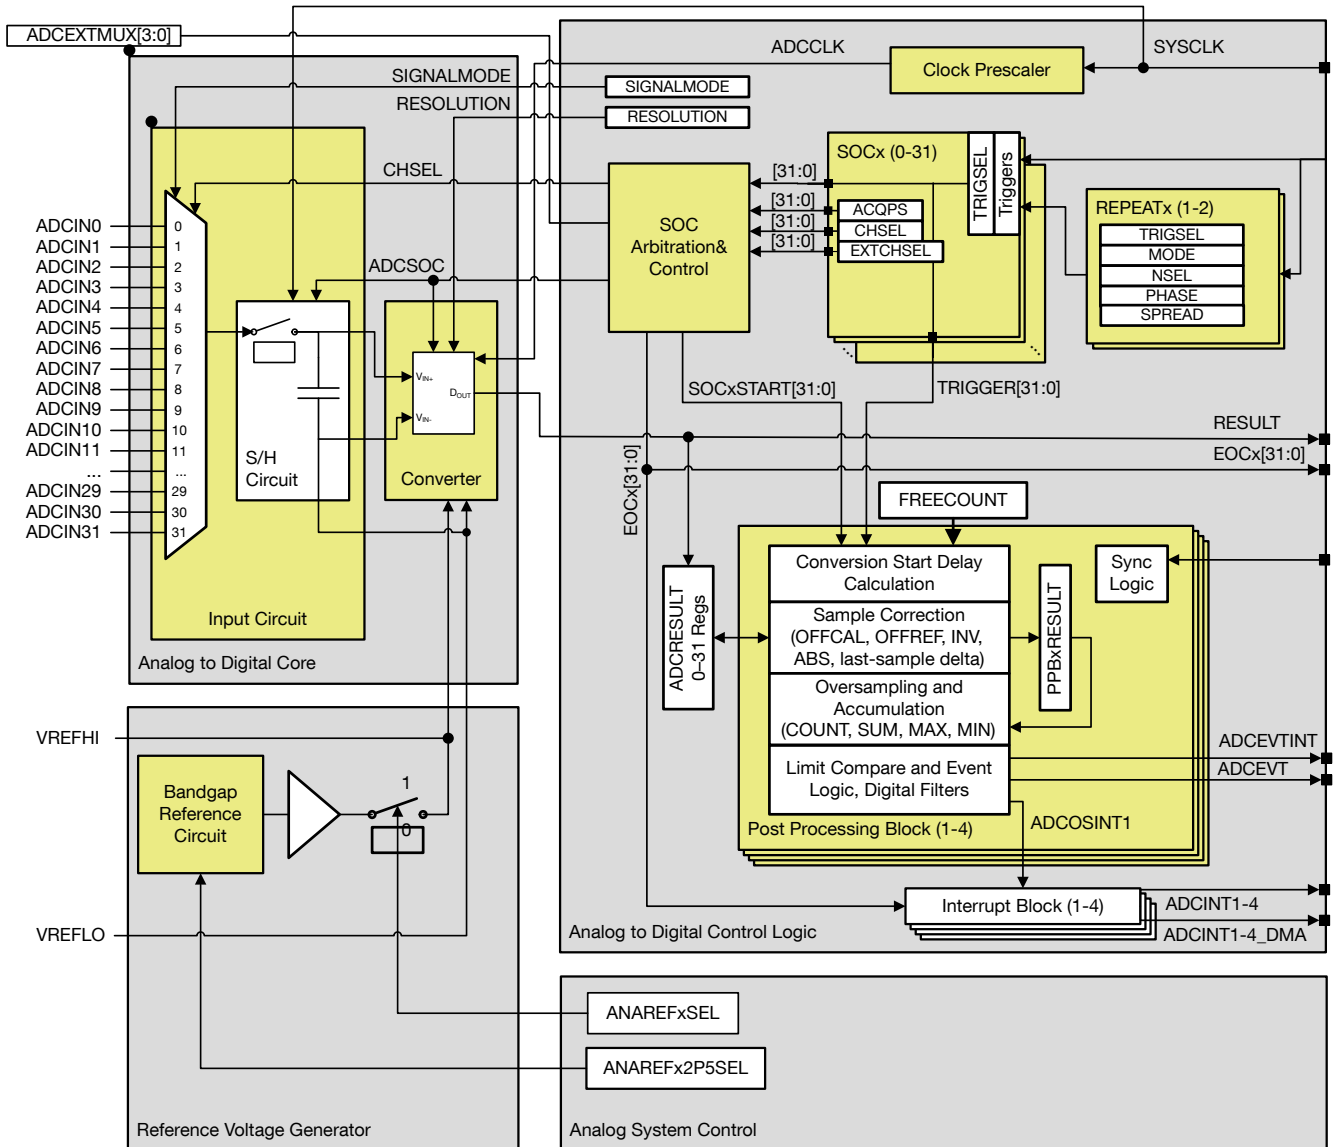 ADCEXTMUX[3:0]
ADCCLK
SYSCLK
Clock Prescaler
SIGNALMODE
SIGNALMODE
RESOLUTION
RESOLUTION
CHSEL
SOC
Arbitration&
Control
[31:0]
[31:0]
[31:0]
[31:0]
SOCx (0-31)
TRIGSEL
Triggers
ACQPS
CHSEL
EXTCHSEL
REPEATx (1-2)
TRIGSEL
MODE
NSEL
PHASE
SPREAD
ADCIN0
0
ADCIN1
1
ADCIN2
2
ADCIN3
3
ADCIN4
4
ADCIN5
5
ADCIN6
6
ADCIN7
7
ADCIN8
8
ADCIN9
9
ADCIN10
10
ADCIN11
11
...
...
ADCIN29
29
ADCIN30
30
ADCIN31
31
ADCSOC
VIN+
VIN-
DOUT
S/H
Circuit
Converter
Input Circuit
Analog to Digital Core
SOCxSTART[31:0]
TRIGGER[31:0]
EOCx[31:0]
RESULT
EOCx[31:0]
FREECOUNT
Conversion Start Delay
Calculation
Sample Correction
(OFFCAL, OFFREF, INV,
ABS, last-sample delta)
Oversampling and
Accumulation
(COUNT, SUM, MAX, MIN)
Limit Compare and Event
Logic, Digital Filters
ADCRESULT
0–31 Regs
PPBxRESULT
Sync
Logic
Post Processing Block (1-4)
ADCEVTINT
ADCEVT
ADCOSINT1
Interrupt Block (1-4)
ADCINT1-4
ADCINT1-4_DMA
Analog to Digital Control Logic
VREFHI
Bandgap
Reference
Circuit
1
0
VREFLO
Reference Voltage Generator
ANAREFxSEL
ANAREFx2P5SEL
Analog System Control